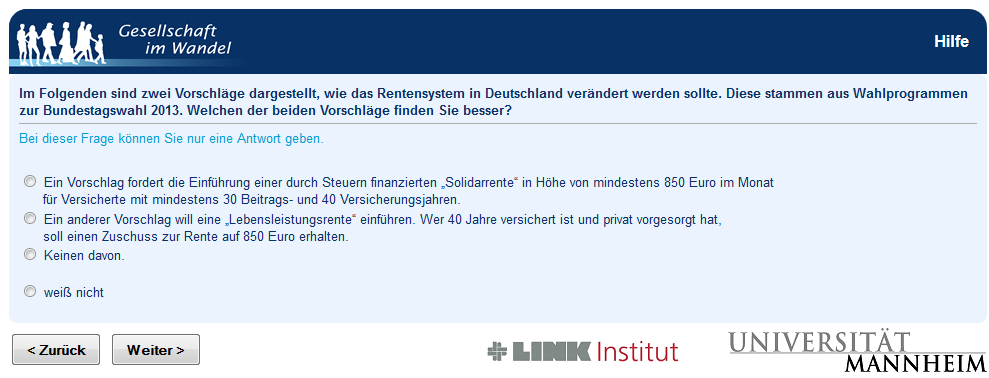 Gesellschaft
im Wandel
Hilfe
Im Folgenden sind zwei Vorschläge dargestellt, wie das Rentensystem in Deutschland verändert werden sollte. Diese stammen aus Wahlprogrammen
zur Bundestagswahl 2013. Welchen der beiden Vorschläge finden Sie besser?
Bei dieser Frage können Sie nur eine Antwort geben.
Ein Vorschlag fordert die Einführung einer durch Steuern finanzierten „Solidarrente“ in Höhe von mindestens 850 Euro im Monat
für Versicherte mit mindestens 30 Beitrags- und 40 Versicherungsjahren.
Ein anderer Vorschlag will eine „Lebensleistungsrente“ einführen. Wer 40 Jahre versichert ist und privat vorgesorgt hat,
soll einen Zuschuss zur Rente auf 850 Euro erhalten.
Keinen davon.
weiß nicht
< Zurück
Weiter >
LINK Institut
UNIVERSITÄT
MANNHEIM